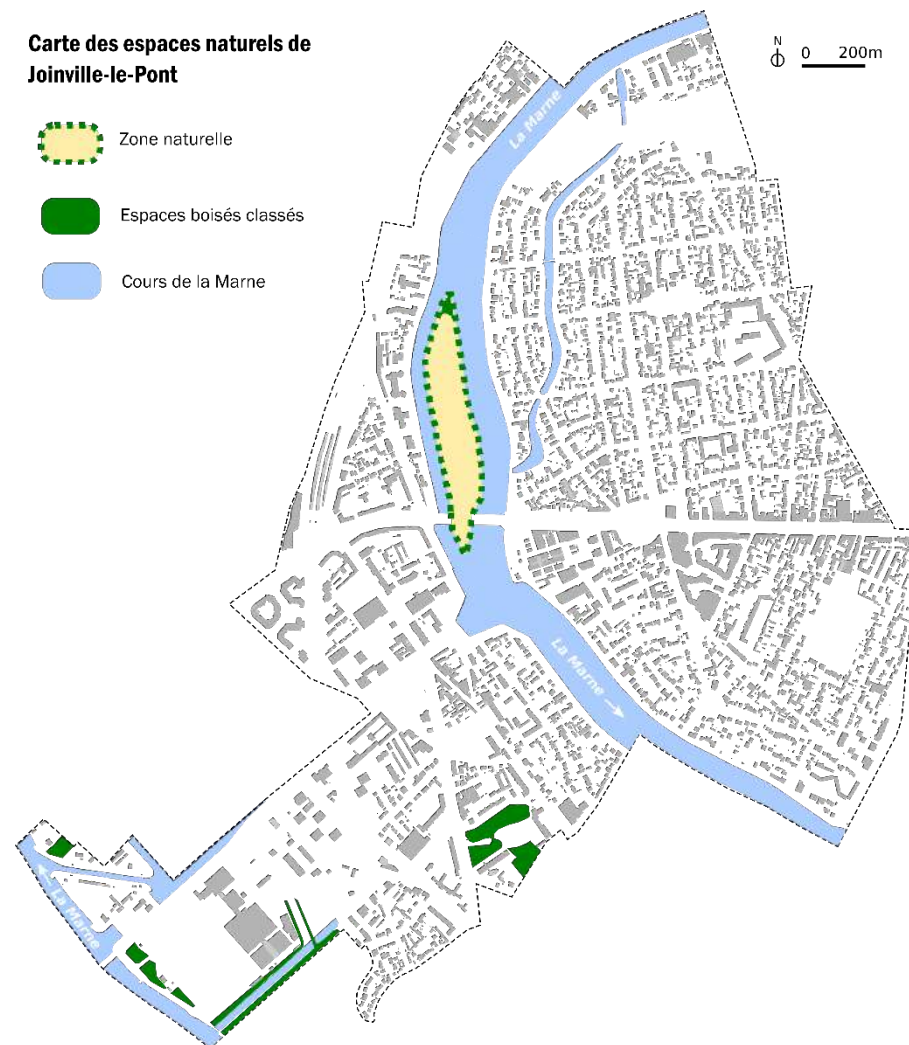 Carte des espaces naturels de
Joinville-le-Pont
N
0 200m
Zone naturelle
Espaces boisés classés
Cours de la Marne
La Marne
La Marne →
← La Marne